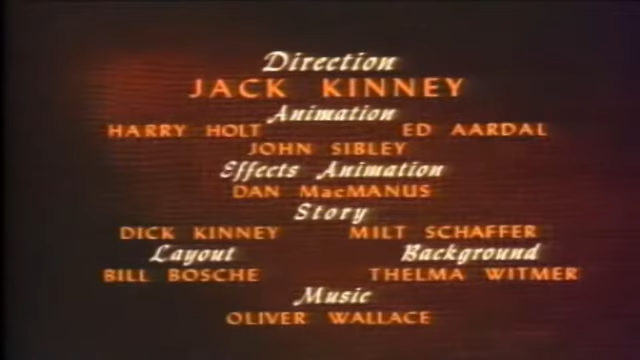 Direction
JACK KINNEY
Animation
HARRY HOLT ED AARDAL
JOHN SIBLEY
Effects Animation
DAN MacMANUS
Story
DICK KINNEY MILT SCHAFFER
Layout Background
BILL BOSCHE THELMA WITMER
Music
OLIVER WALLACE